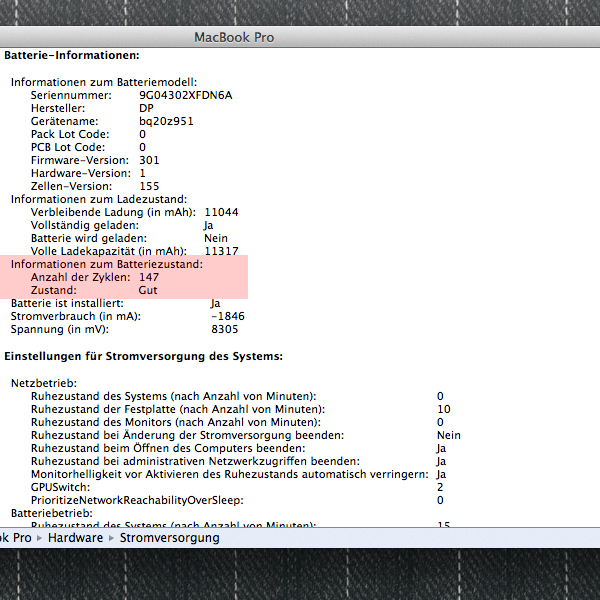 MacBook Pro
Batterie-Informationen:
Informationen zum Batteriemodell:
Seriennummer: 9G04302XFDN6A
Hersteller: DP
Gerätename: bq20z951
Pack Lot Code: 0
PCB Lot Code: 0
Firmware-Version: 301
Hardware-Version: 1
Zellen-Version: 155
Informationen zum Ladezustand:
Verbleibende Ladung (in mAh): 11044
Vollständig geladen: Ja
Batterie wird geladen: Nein
Volle Ladekapazität (in mAh): 11317
Informationen zum Batteriezustand:
Anzahl der Zyklen: 147
Zustand: Gut
Batterie ist installiert: Ja
Stromverbrauch (in mA): -1846
Spannung (in mV): 8305
Einstellungen für Stromversorgung des Systems:
Netzbetrieb:
Ruhezustand des Systems (nach Anzahl von Minuten): 0
Ruhezustand der Festplatte (nach Anzahl von Minuten): 10
Ruhezustand des Monitors (nach Anzahl von Minuten): 0
Ruhezustand bei Änderung der Stromversorgung beenden: Nein
Ruhezustand beim Öffnen des Computers beenden: Ja
Ruhezustand bei administrativen Netzwerkzugriffen beenden: Ja
Monitorhelligkeit vor Aktivieren des Ruhezustands automatisch verringern: Ja
GPUSwitch: 2
PrioritizeNetworkReachabilityOverSleep: 0
Batteriebetrieb:
Ruhezustand des Systems (nach Anzahl von Minuten): 15
ok Pro ▸ Hardware ▸ Stromversorgung